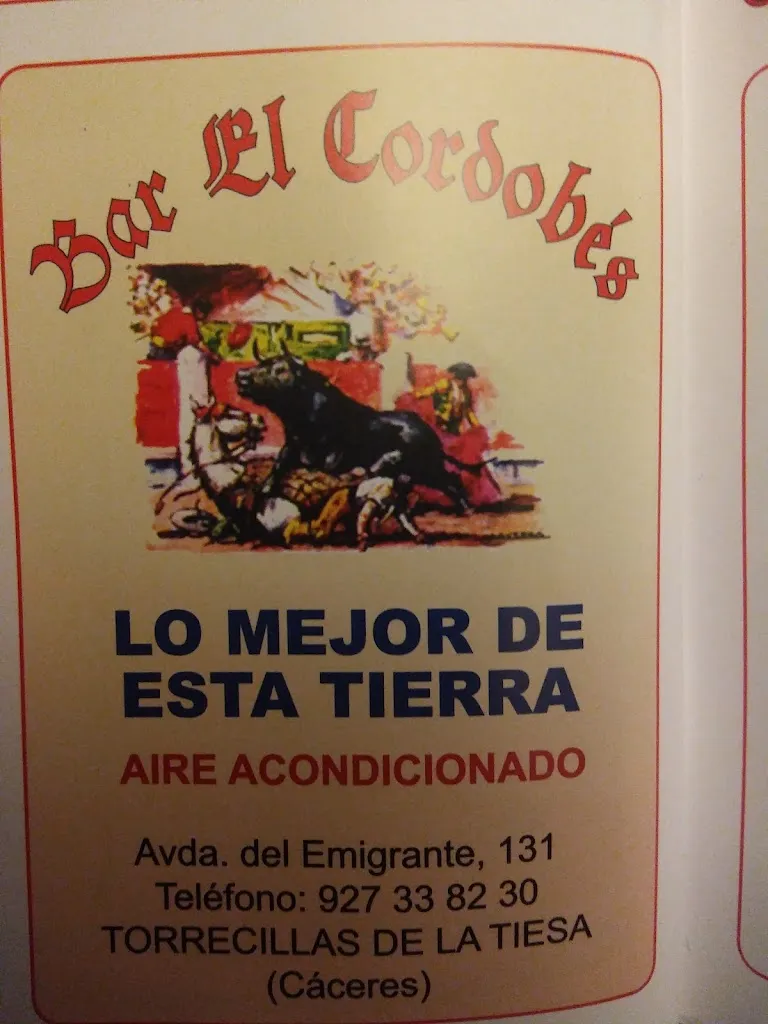 Bar El Cordobés
LO MEJOR DE
ESTA TIERRA
AIRE ACONDICIONADO
Avda. del Emigrante, 131
Teléfono: 927 33 82 30
TORRECILLAS DE LA TIESA
(Cáceres)